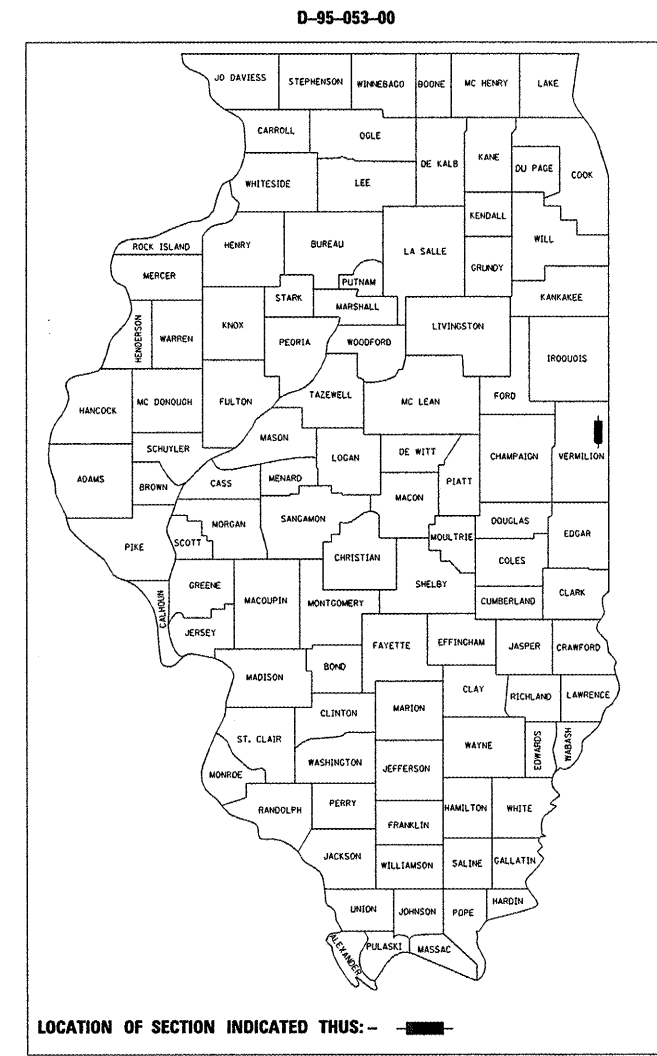 D-95-053-00
JO DAVIESS STEPHENSON WINNEBAGO BOONE MC HENRY LAKE
CARROLL OGLE
DE KALB KANE DU PAGE COOK
WHITESIDE LEE
KENDALL WILL
ROCK ISLAND HENRY BUREAU LA SALLE
MERCER PUTNAM GRUNDY
STARK MARSHALL KANKAKEE
HENDERSON WARREN KNOX PEORIA WOODFORD LIVINGSTON
IROQUOIS
HANCOCK MC DONOUGH FULTON TAZEWELL MC LEAN FORD
SCHUYLER MASON LOGAN DE WITT CHAMPAIGN VERMILION
ADAMS BROWN CASS MENARD PIATT
MACON
PIKE SCOTT MORGAN SANGAMON MOULTRIE DOUGLAS EDGAR
CHRISTIAN COLES
CALHOUN GREENE MACOUPIN MONTGOMERY SHELBY CUMBERLAND CLARK
JERSEY
MADISON BOND FAYETTE EFFINGHAM JASPER CRAWFORD
CLAY RICHLAND LAWRENCE
CLINTON MARION
ST. CLAIR WAYNE EDWARDS WABASH
MONROE WASHINGTON JEFFERSON
RANDOLPH PERRY HAMILTON WHITE
FRANKLIN
JACKSON WILLIAMSON SALINE GALLATIN
UNION JOHNSON POPE HARDIN
ALEXANDER PULASKI MASSAC
LOCATION OF SECTION INDICATED THUS: -